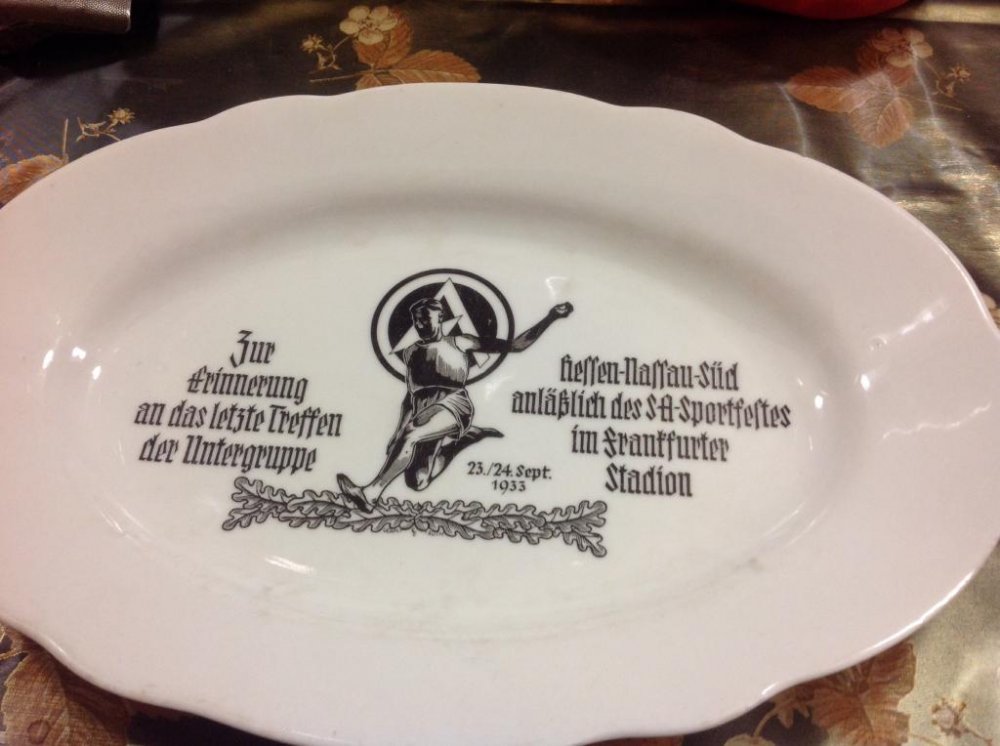 Zur
Erinnerung
an das letzte Treffen
der Untergruppe
Hessen-Nassau-Süd
anläßlich des SA-Sportfestes
im Frankfurter
Stadion
23./24. Sept.
1933